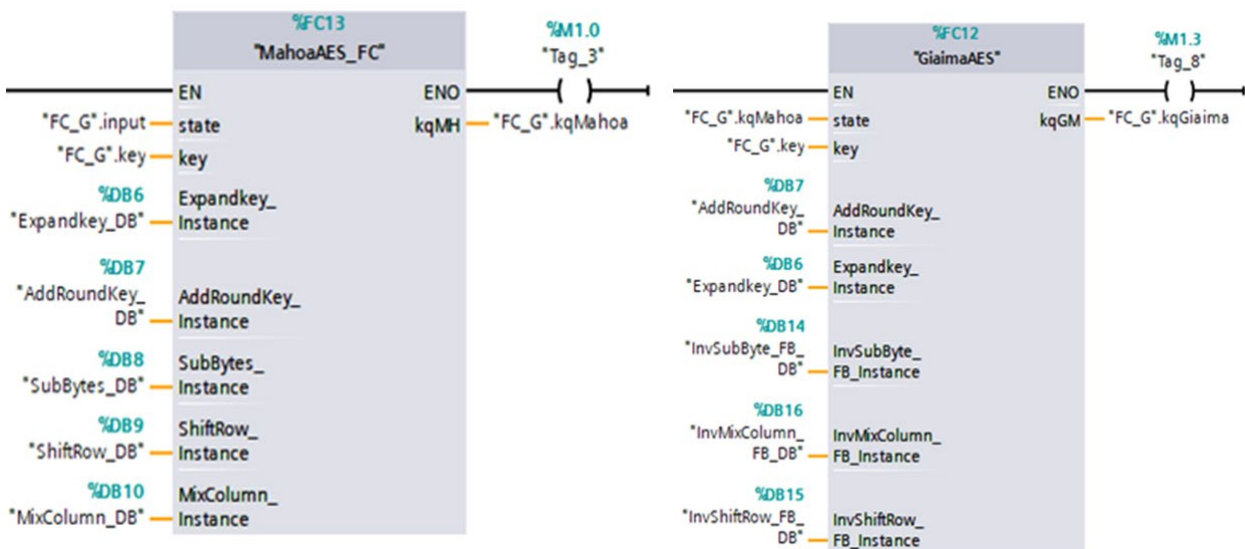 %FC13
"MahoaAES_FC"
%M1.0
"Tag_3"
EN
ENO
"FC_G".input
state
kqMH
"FC_G".kqMahoa
"FC_G".key
key
%DB6
"Expandkey_DB"
Expandkey_
Instance
%DB7
"AddRoundKey_
DB"
AddRoundKey_
Instance
%DB8
"SubBytes_DB"
SubBytes_
Instance
%DB9
"ShiftRow_DB"
ShiftRow_
Instance
%DB10
"MixColumn_DB"
MixColumn_
Instance
%FC12
"GiaimaAES"
%M1.3
"Tag_8"
EN
ENO
"FC_G".kqMahoa
state
kqGM
"FC_G".kqGiaima
"FC_G".key
key
%DB7
"AddRoundKey_
DB"
AddRoundKey_
Instance
%DB6
"Expandkey_DB"
Expandkey_
Instance
%DB14
"InvSubByte_FB_
DB"
InvSubByte_
FB_Instance
%DB16
"InvMixColumn_
FB_DB"
InvMixColumn_
FB_Instance
%DB15
"InvShiftRow_FB_
DB"
InvShiftRow_
FB_Instance